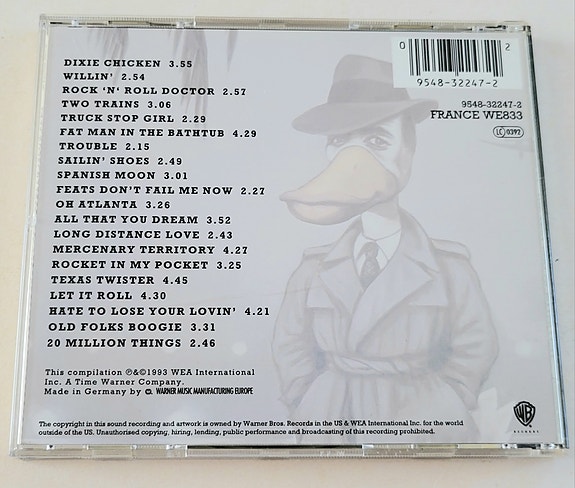 DIXIE CHICKEN 3.55
WILLIN' 2.54
ROCK 'N' ROLL DOCTOR 2.57
TWO TRAINS 3.06
TRUCK STOP GIRL 2.29
FAT MAN IN THE BATHTUB 4.29
TROUBLE 2.15
SAILIN' SHOES 2.49
SPANISH MOON 3.01
FEATS DON'T FAIL ME NOW 2.27
OH ATLANTA 3.26
ALL THAT YOU DREAM 3.52
LONG DISTANCE LOVE 2.43
MERCENARY TERRITORY 4.27
ROCKET IN MY POCKET 3.25
TEXAS TWISTER 4.45
LET IT ROLL 4.30
HATE TO LOSE YOUR LOVIN' 4.21
OLD FOLKS BOOGIE 3.31
20 MILLION THINGS 2.46
0 2
9548-32247-2
9548-32247-2
FRANCE WE833
LC 0392
This compilation ℗&©1993 WEA International
Inc. A Time Warner Company.
Made in Germany by WARNER MUSIC MANUFACTURING EUROPE
The copyright in this sound recording and artwork is owned by Warner Bros. Records in the US & WEA International Inc. for the world
outside of the US. Unauthorised copying, hiring, lending, public performance and broadcasting of this recording prohibited.
WB
RECORDS